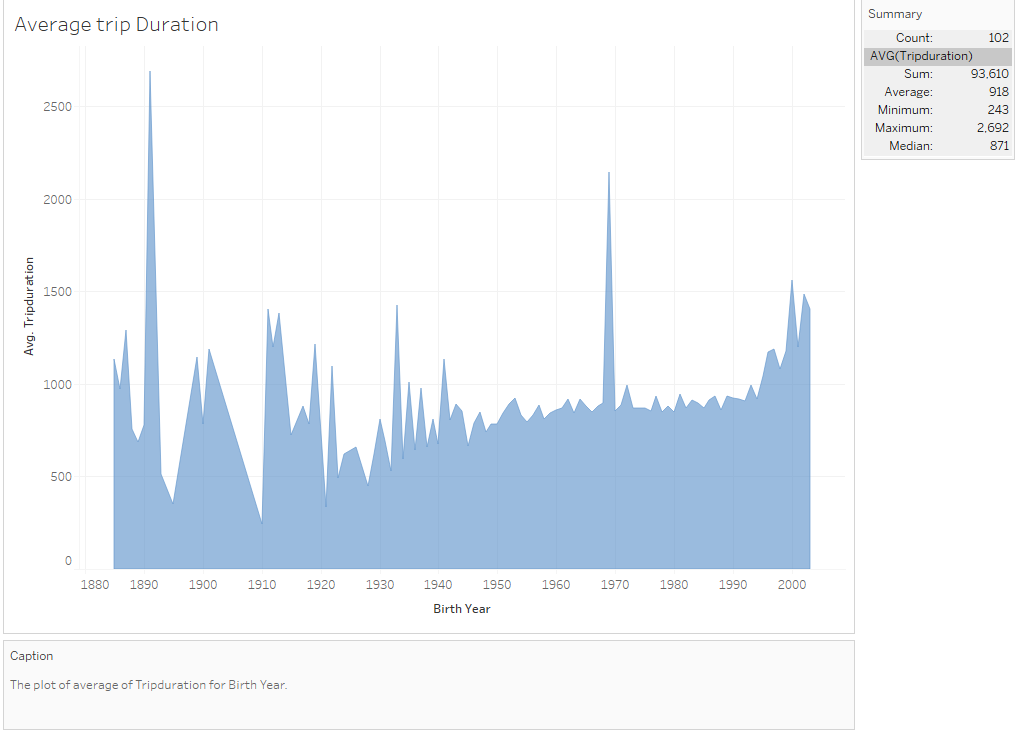 Average trip Duration
Summary
Count: 102
AVG(Tripduration)
Sum: 93,610
Average: 918
Minimum: 243
Maximum: 2,692
Median: 871
2500
2000
1500
1000
500
0
Avg. Tripduration
1880 1890 1900 1910 1920 1930 1940 1950 1960 1970 1980 1990 2000
Birth Year
Caption
The plot of average of Tripduration for Birth Year.